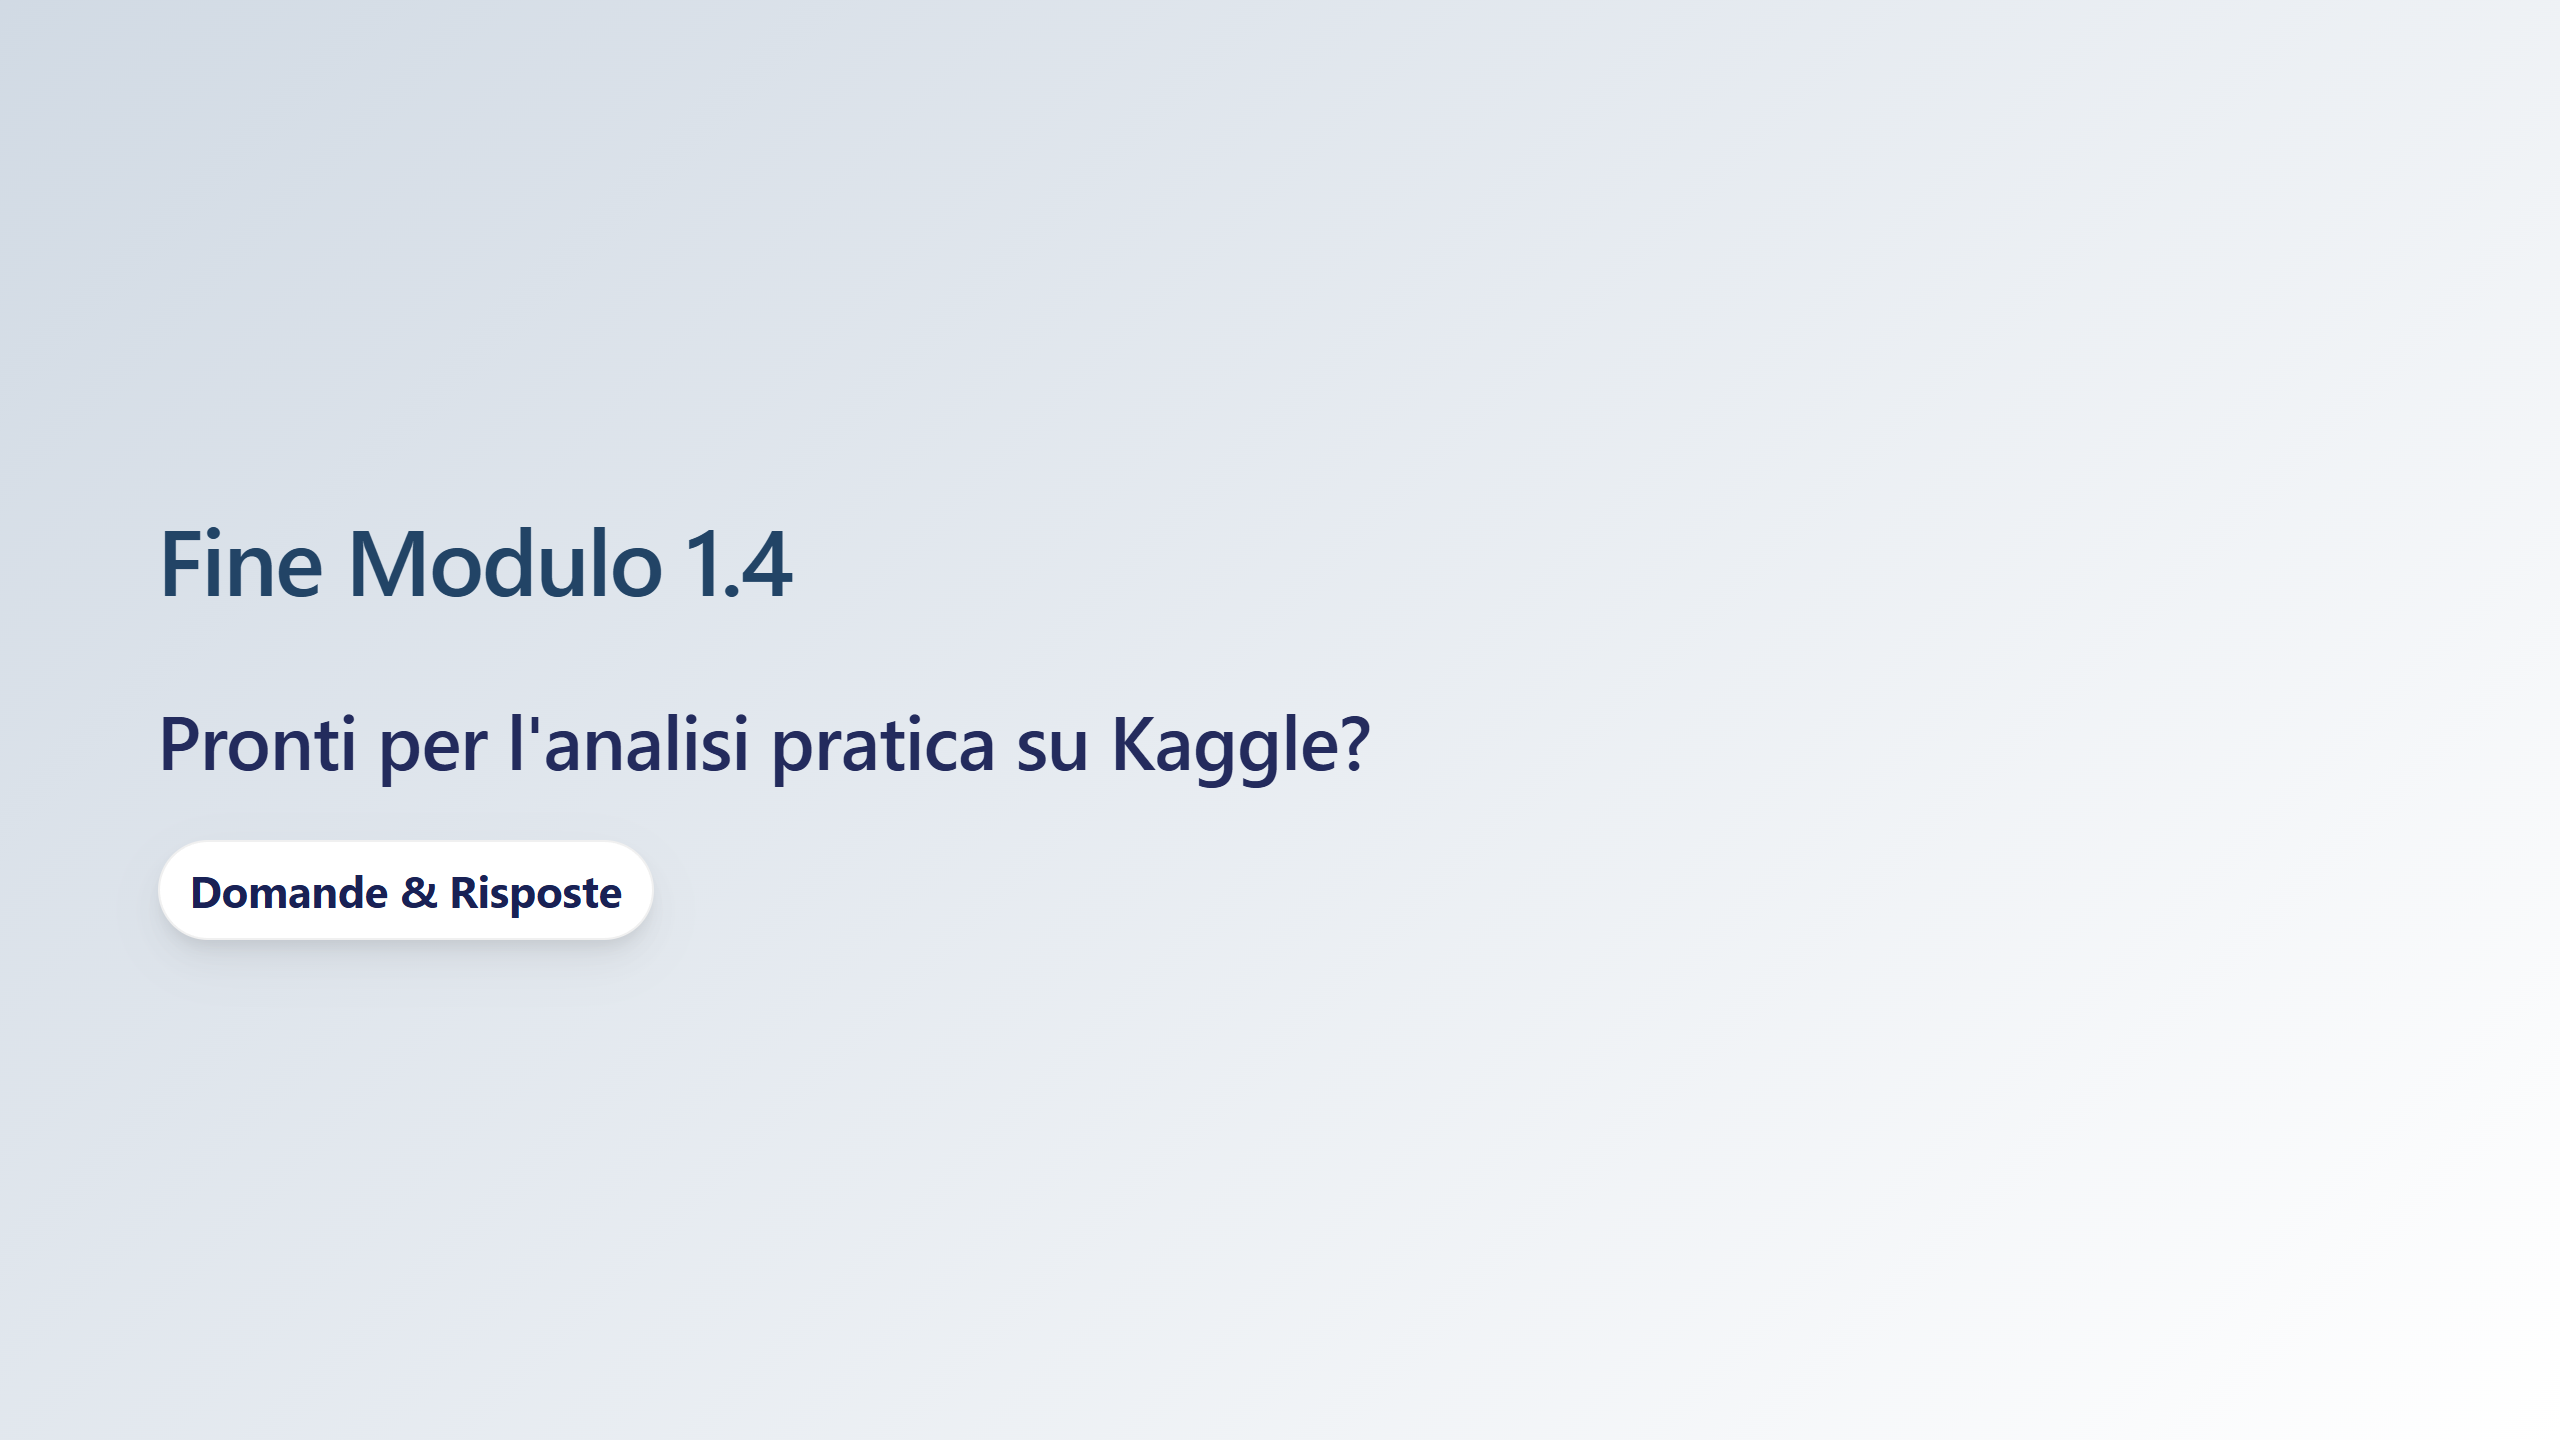 Fine Modulo 1.4
Pronti per l'analisi pratica su Kaggle?
Domande & Risposte